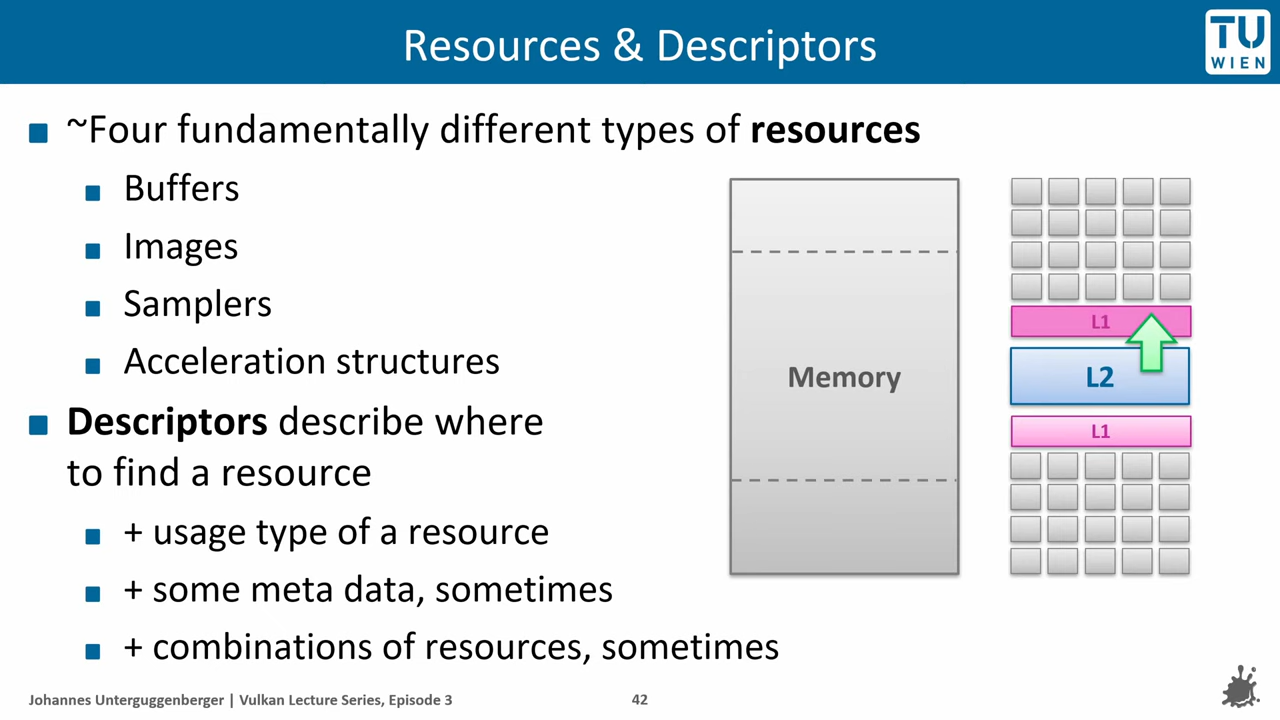 Resources & Descriptors
TU
WIEN
~Four fundamentally different types of resources
Buffers
Images
Samplers
Acceleration structures
Descriptors describe where
to find a resource
+ usage type of a resource
+ some meta data, sometimes
+ combinations of resources, sometimes
Memory
L1
L2
L1
Johannes Unterguggenberger | Vulkan Lecture Series, Episode 3
42